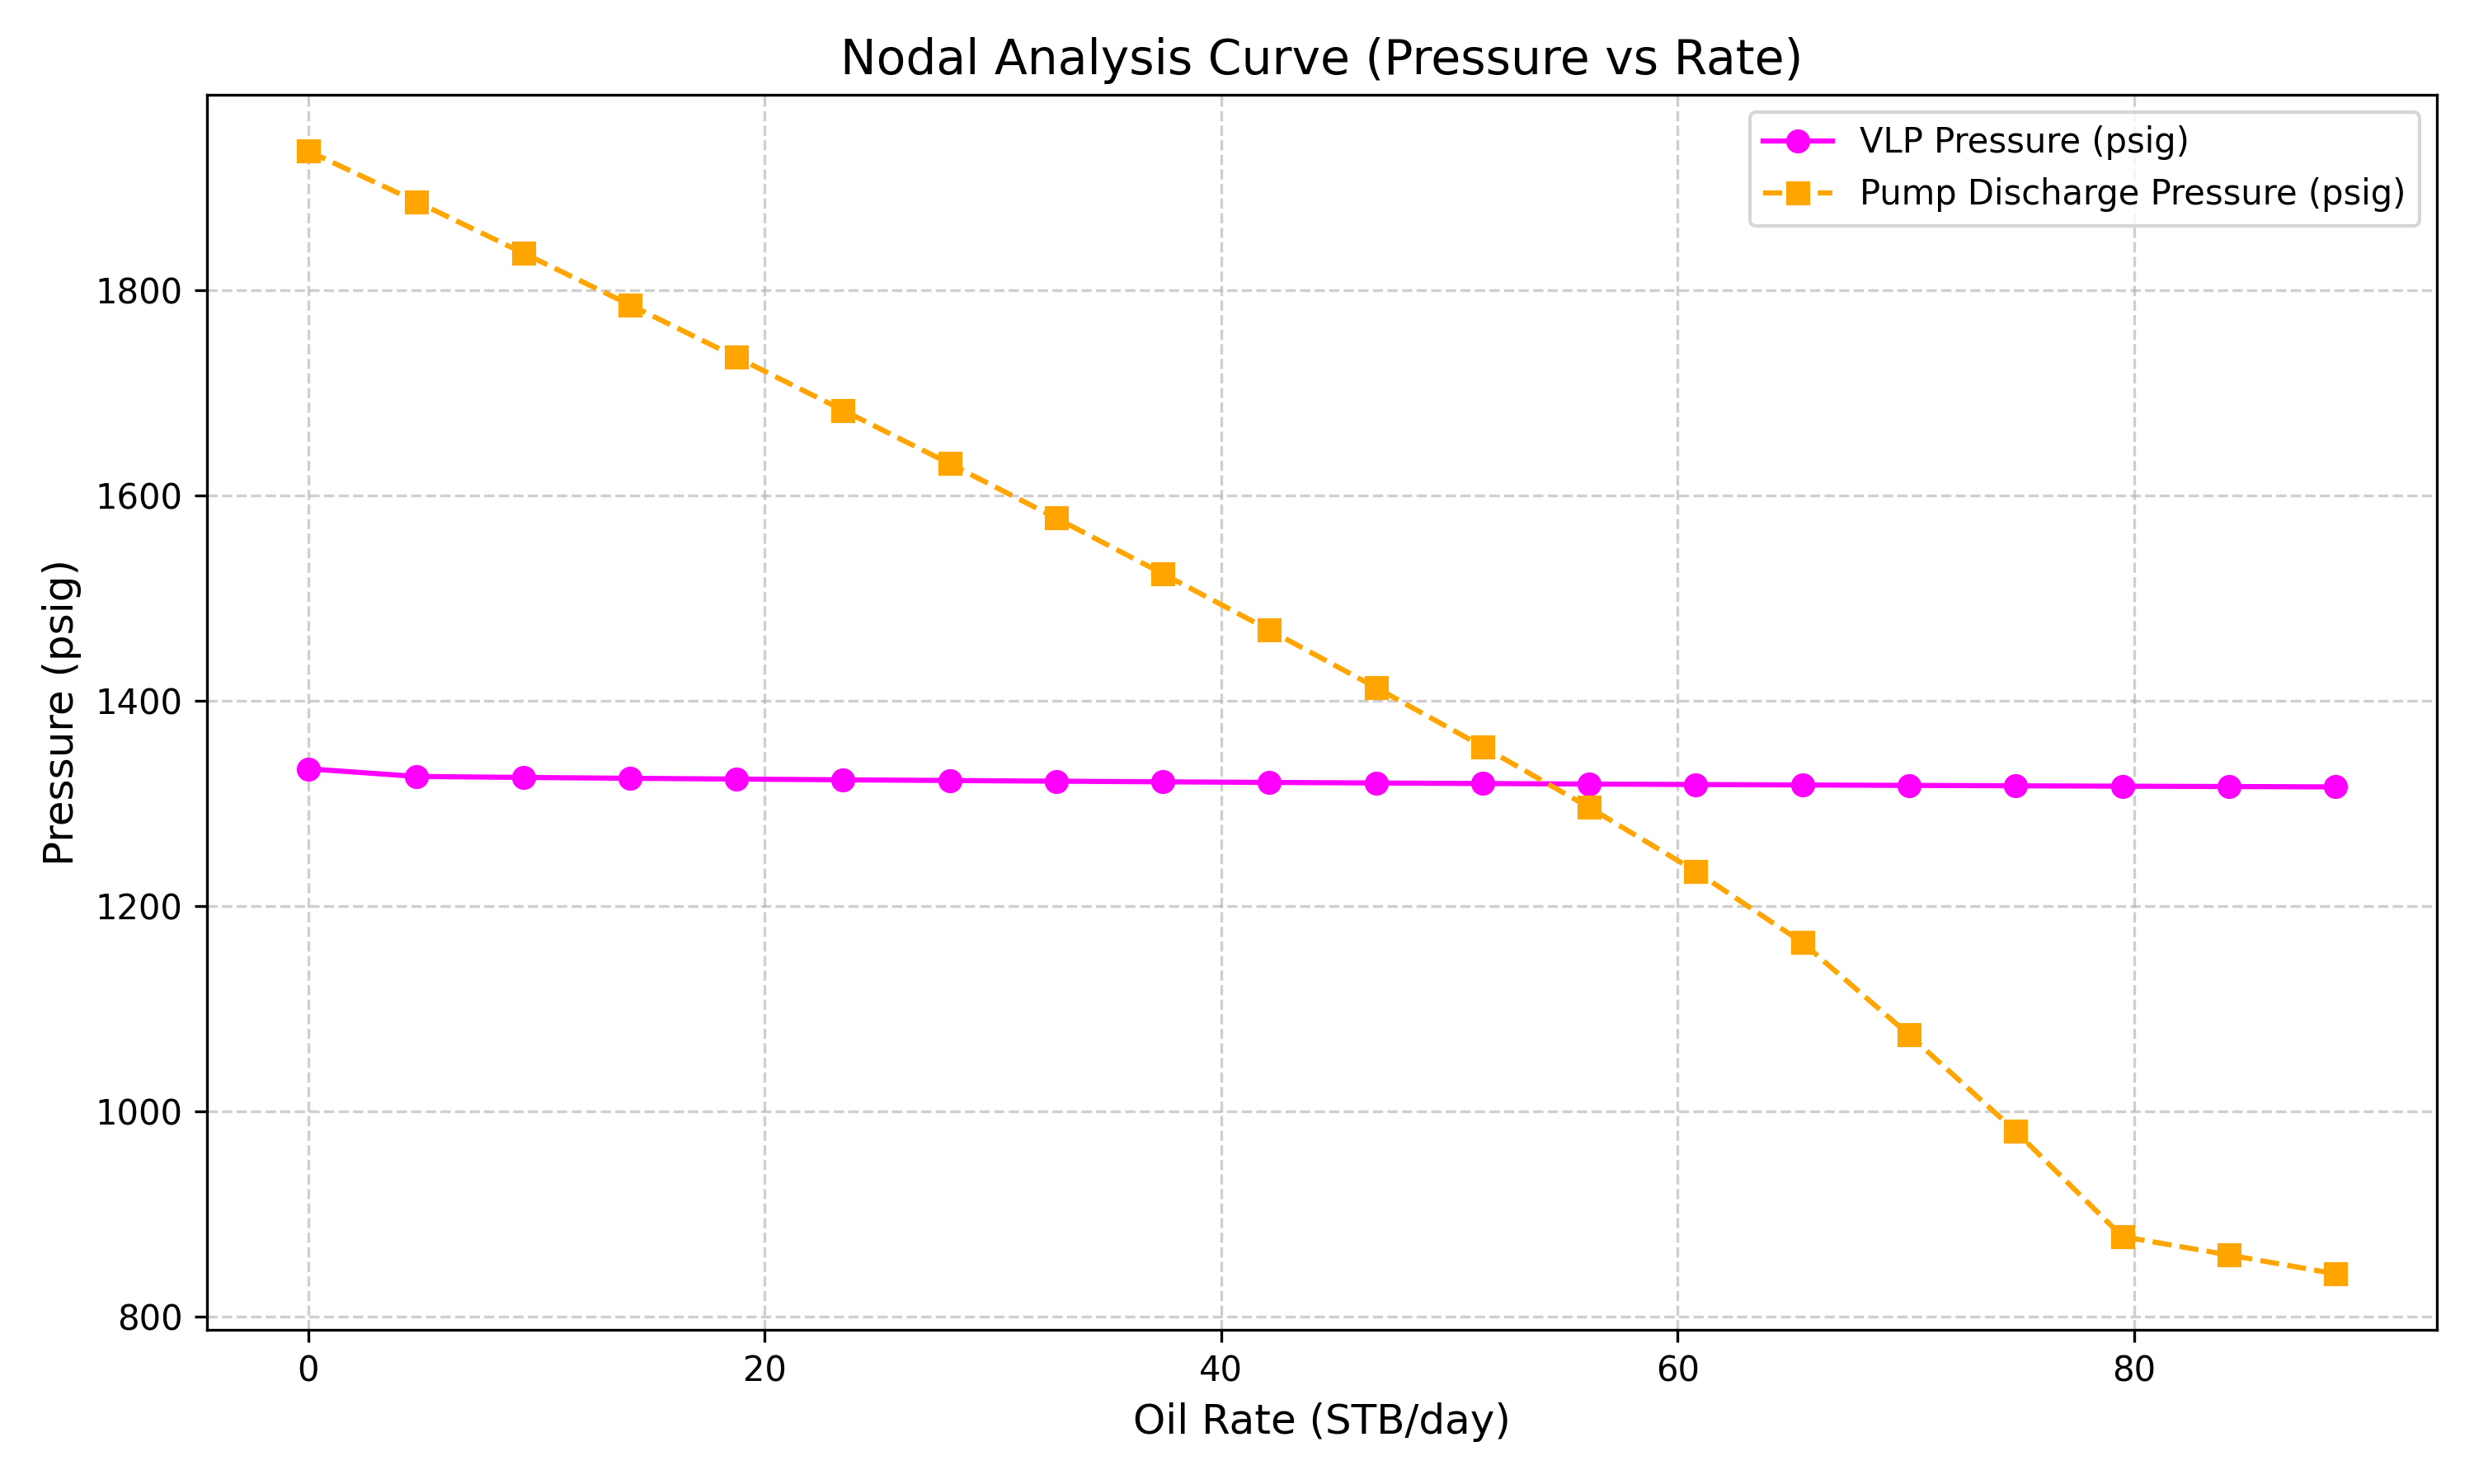 Nodal Analysis Curve (Pressure vs Rate)
VLP Pressure (psig)
Pump Discharge Pressure (psig)
Pressure (psig)
1800
1600
1400
1200
1000
800
0 20 40 60 80
Oil Rate (STB/day)